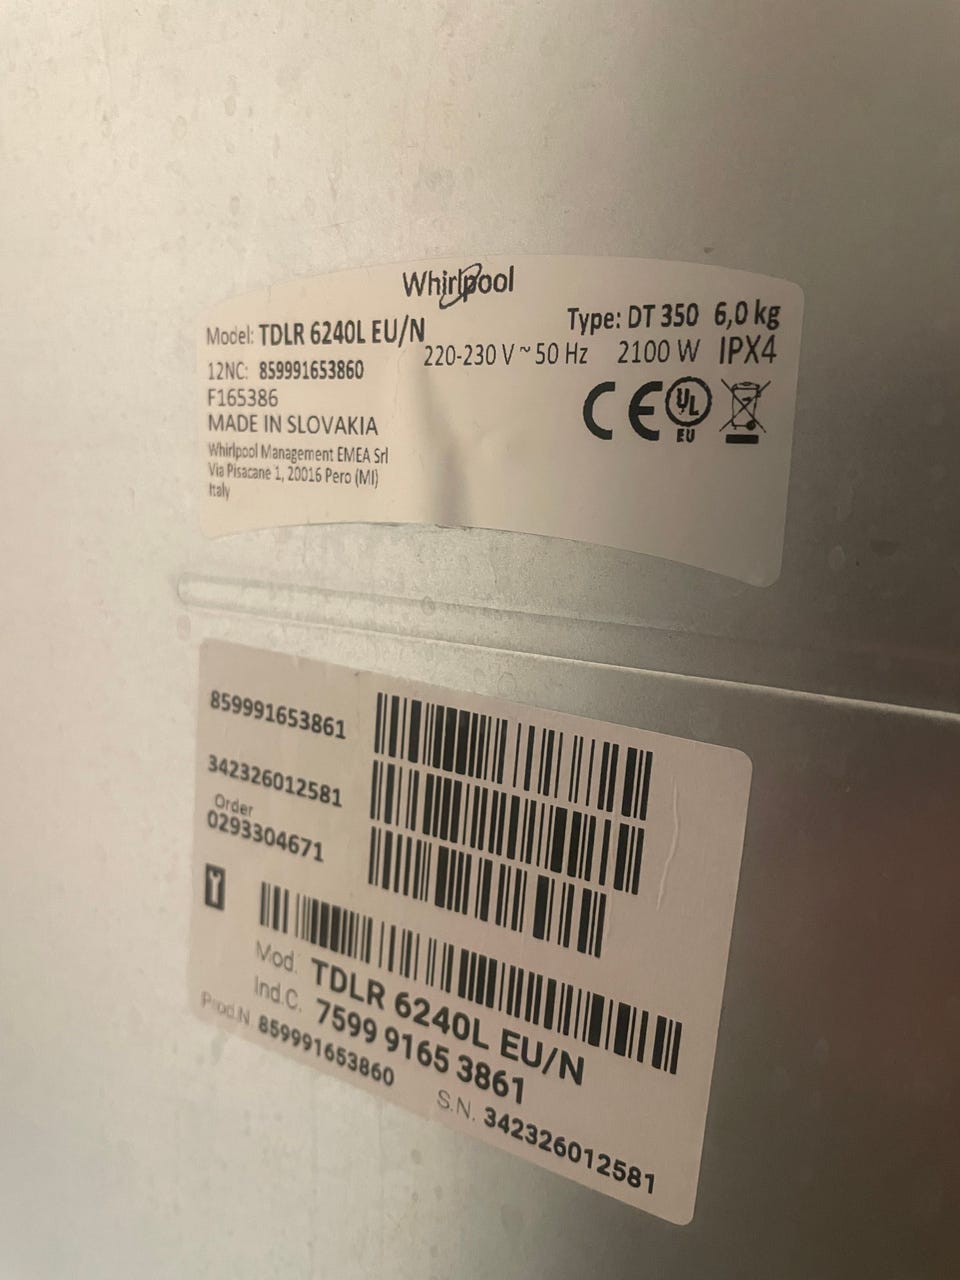 Whirlpool
Model: TDLR 6240L EU/N
Type: DT 350 6,0 kg
12NC: 859991653860
220-230 V ~ 50 Hz 2100 W IPX4
F165386
MADE IN SLOVAKIA
Whirlpool Management EMEA Srl
Via Pisacane 1, 20016 Pero (MI)
Italy
CE UL
EU
859991653861
342326012581
Order
0293304671
Y
Mod. TDLR 6240L EU/N
Ind.C. 7599 9165 3861
Prod.N. 859991653860
S.N. 342326012581